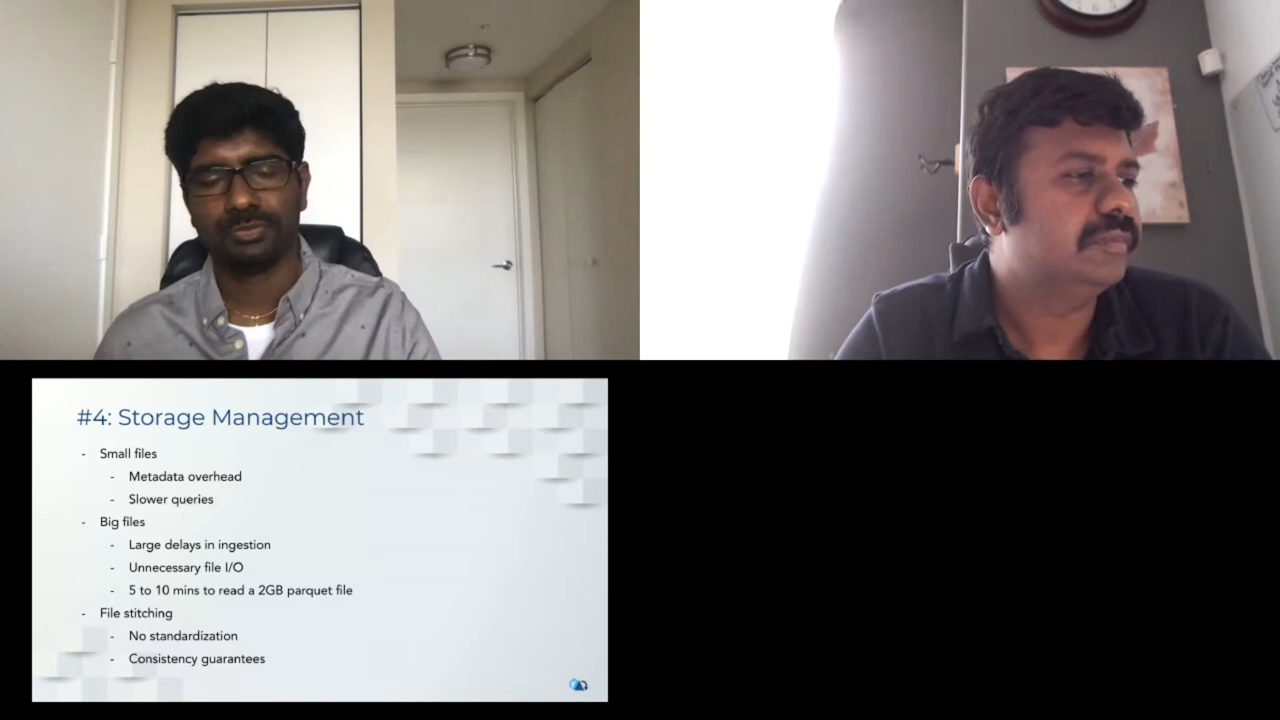 #4: Storage Management
- Small files
- Metadata overhead
- Slower queries
- Big files
- Large delays in ingestion
- Unnecessary file I/O
- 5 to 10 mins to read a 2GB parquet file
- File stitching
- No standardization
- Consistency guarantees